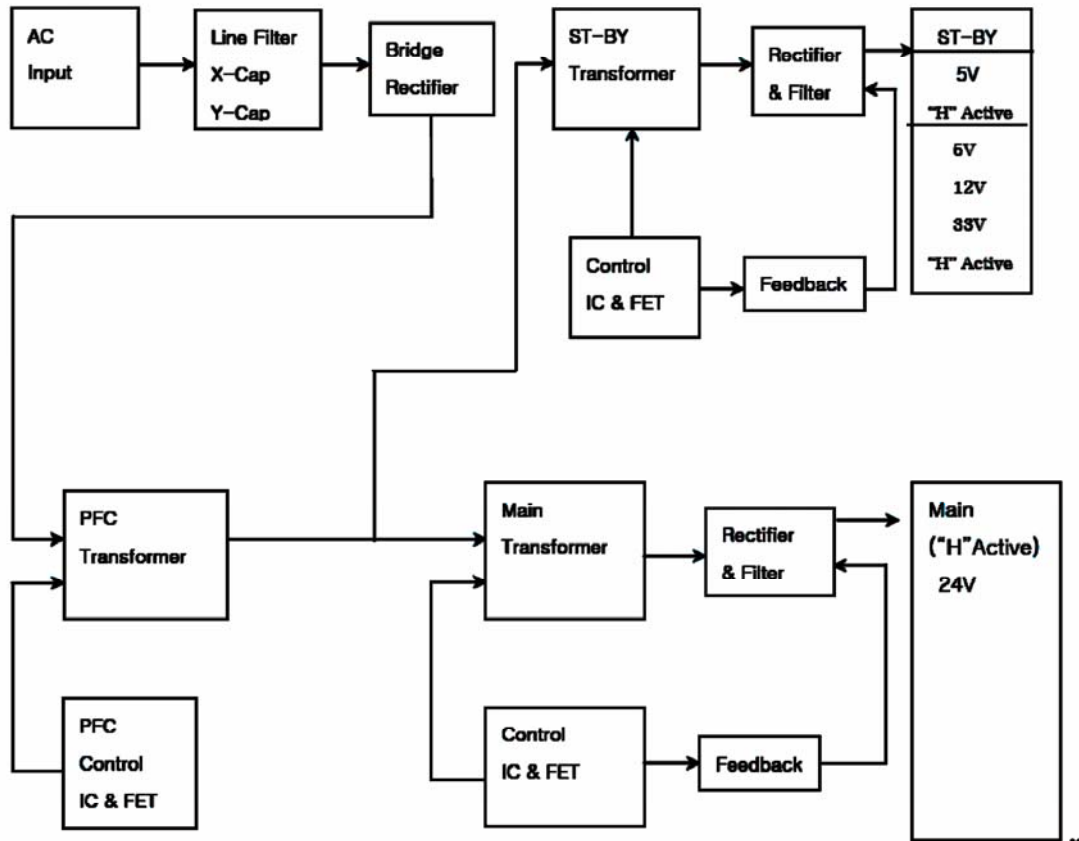 AC
Input
Line Filter
X-Cap
Y-Cap
Bridge
Rectifier
ST-BY
Transformer
Rectifier
& Filter
ST-BY
5V
"H" Active
6V
12V
33V
"H" Active
Control
IC & FET
Feedback
PFC
Transformer
Main
Transformer
Rectifier
& Filter
Main
("H"Active)
24V
PFC
Control
IC & FET
Control
IC & FET
Feedback